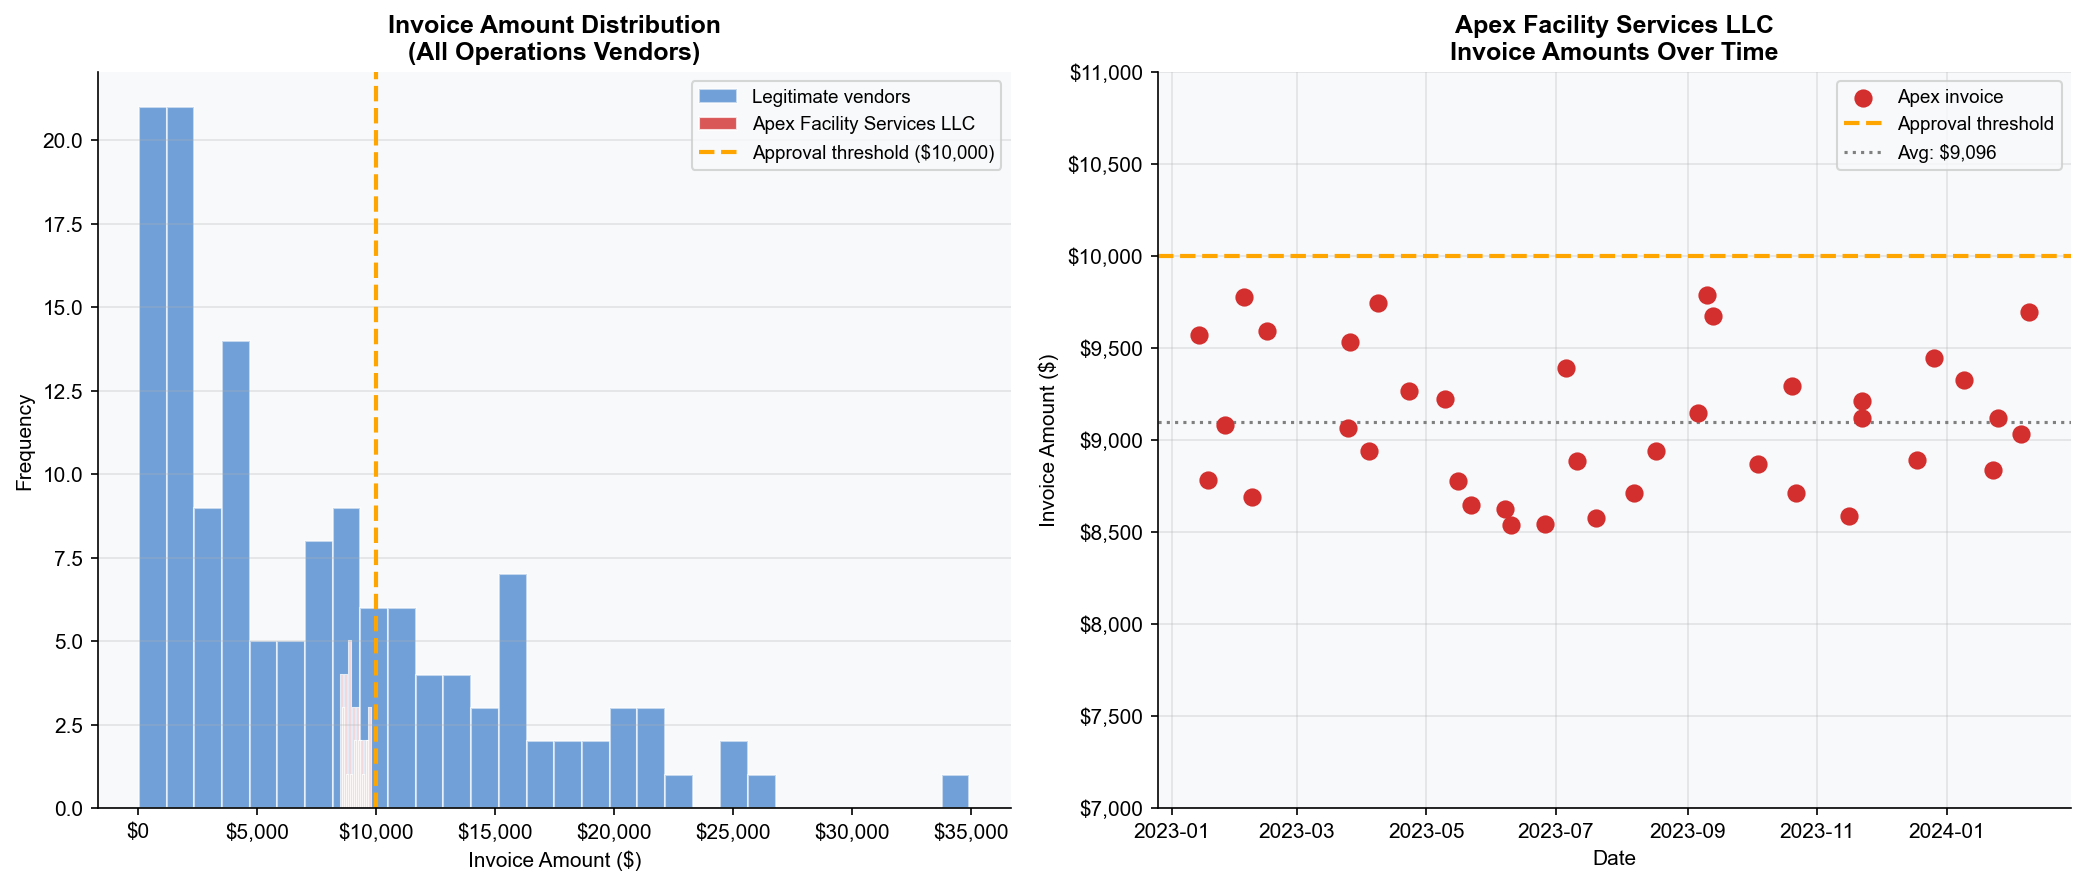 Invoice Amount Distribution
(All Operations Vendors)
Legitimate vendors
Apex Facility Services LLC
Approval threshold ($10,000)
Frequency
20.0
17.5
15.0
12.5
10.0
7.5
5.0
2.5
0.0
$0
$5,000
$10,000
$15,000
$20,000
$25,000
$30,000
$35,000
Invoice Amount ($)
Apex Facility Services LLC
Invoice Amounts Over Time
Apex invoice
Approval threshold
Avg: $9,096
Invoice Amount ($)
$11,000
$10,500
$10,000
$9,500
$9,000
$8,500
$8,000
$7,500
$7,000
2023-01
2023-03
2023-05
2023-07
2023-09
2023-11
2024-01
Date